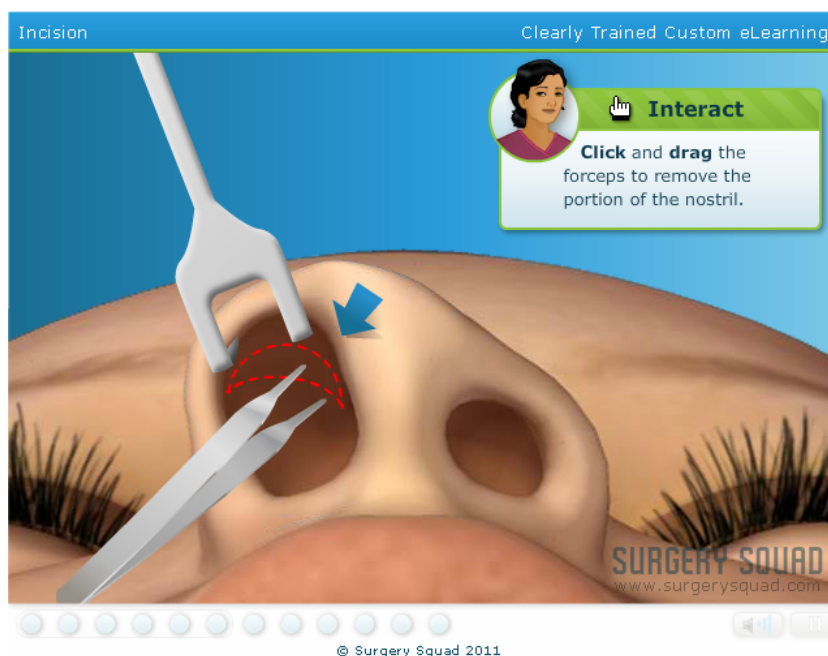 Incision
Clearly Trained Custom eLearning
Interact
Click and drag the
forceps to remove the
portion of the nostril.
SURGERY SQUAD
www.surgerysquad.com
© Surgery Squad 2011